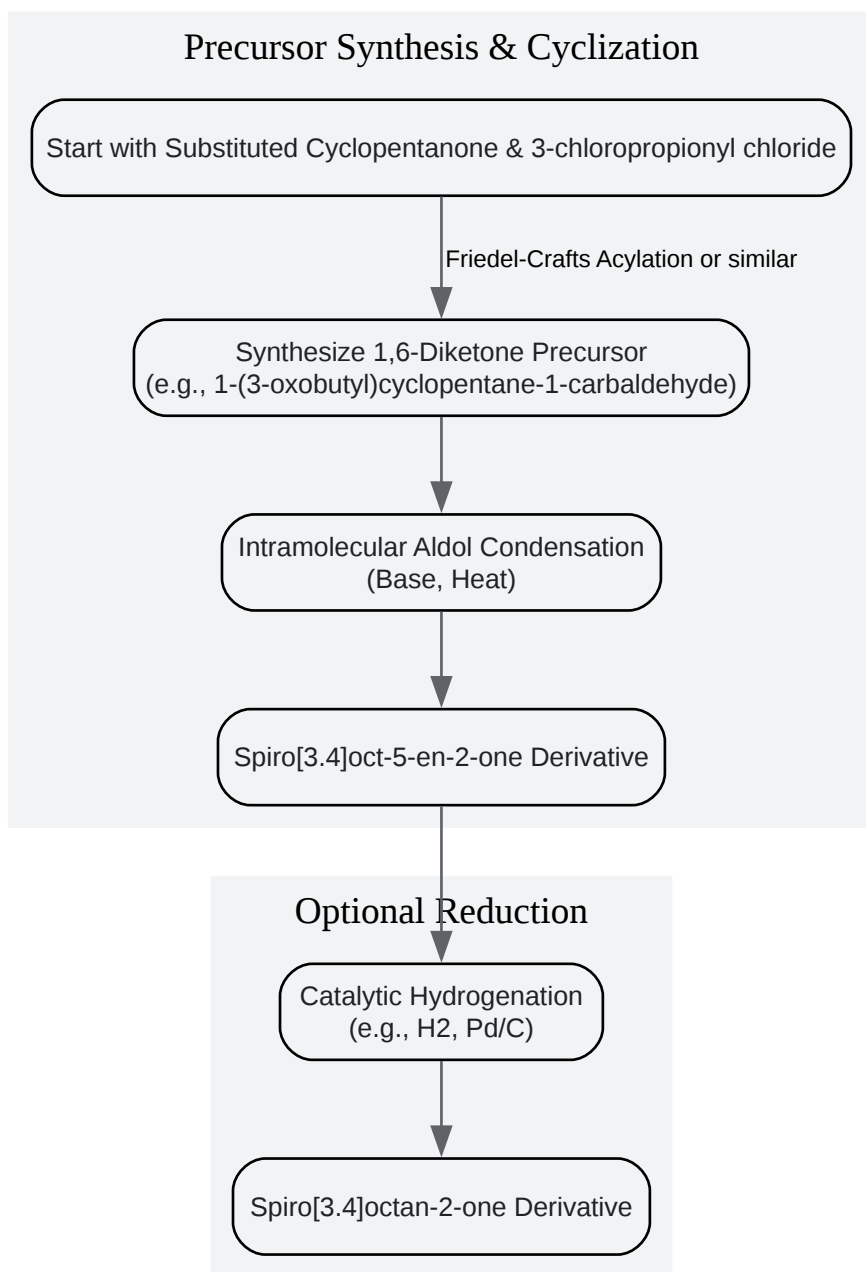 Precursor Synthesis & Cyclization
Start with Substituted Cyclopentanone & 3-chloropropionyl chloride
Friedel-Crafts Acylation or similar
Synthesize 1,6-Diketone Precursor
(e.g., 1-(3-oxobutyl)cyclopentane-1-carbaldehyde)
Intramolecular Aldol Condensation
(Base, Heat)
Spiro[3.4]oct-5-en-2-one Derivative
Optional Reduction
Catalytic Hydrogenation
(e.g., H2, Pd/C)
Spiro[3.4]octan-2-one Derivative